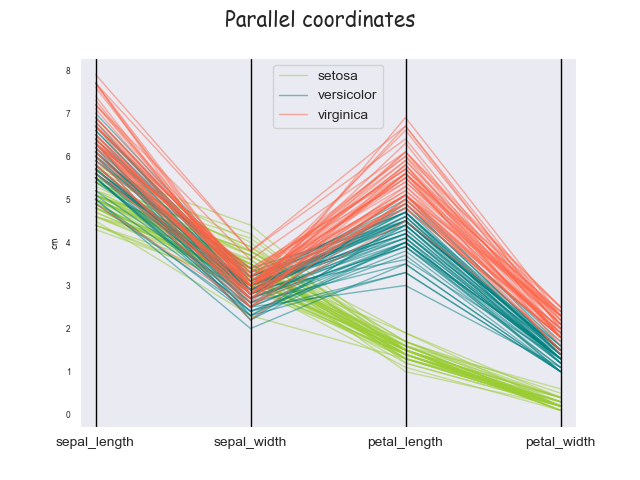 Parallel coordinates
setosa
versicolor
virginica
8
7
6
5
4
3
2
1
0
cm
sepal_length
sepal_width
petal_length
petal_width